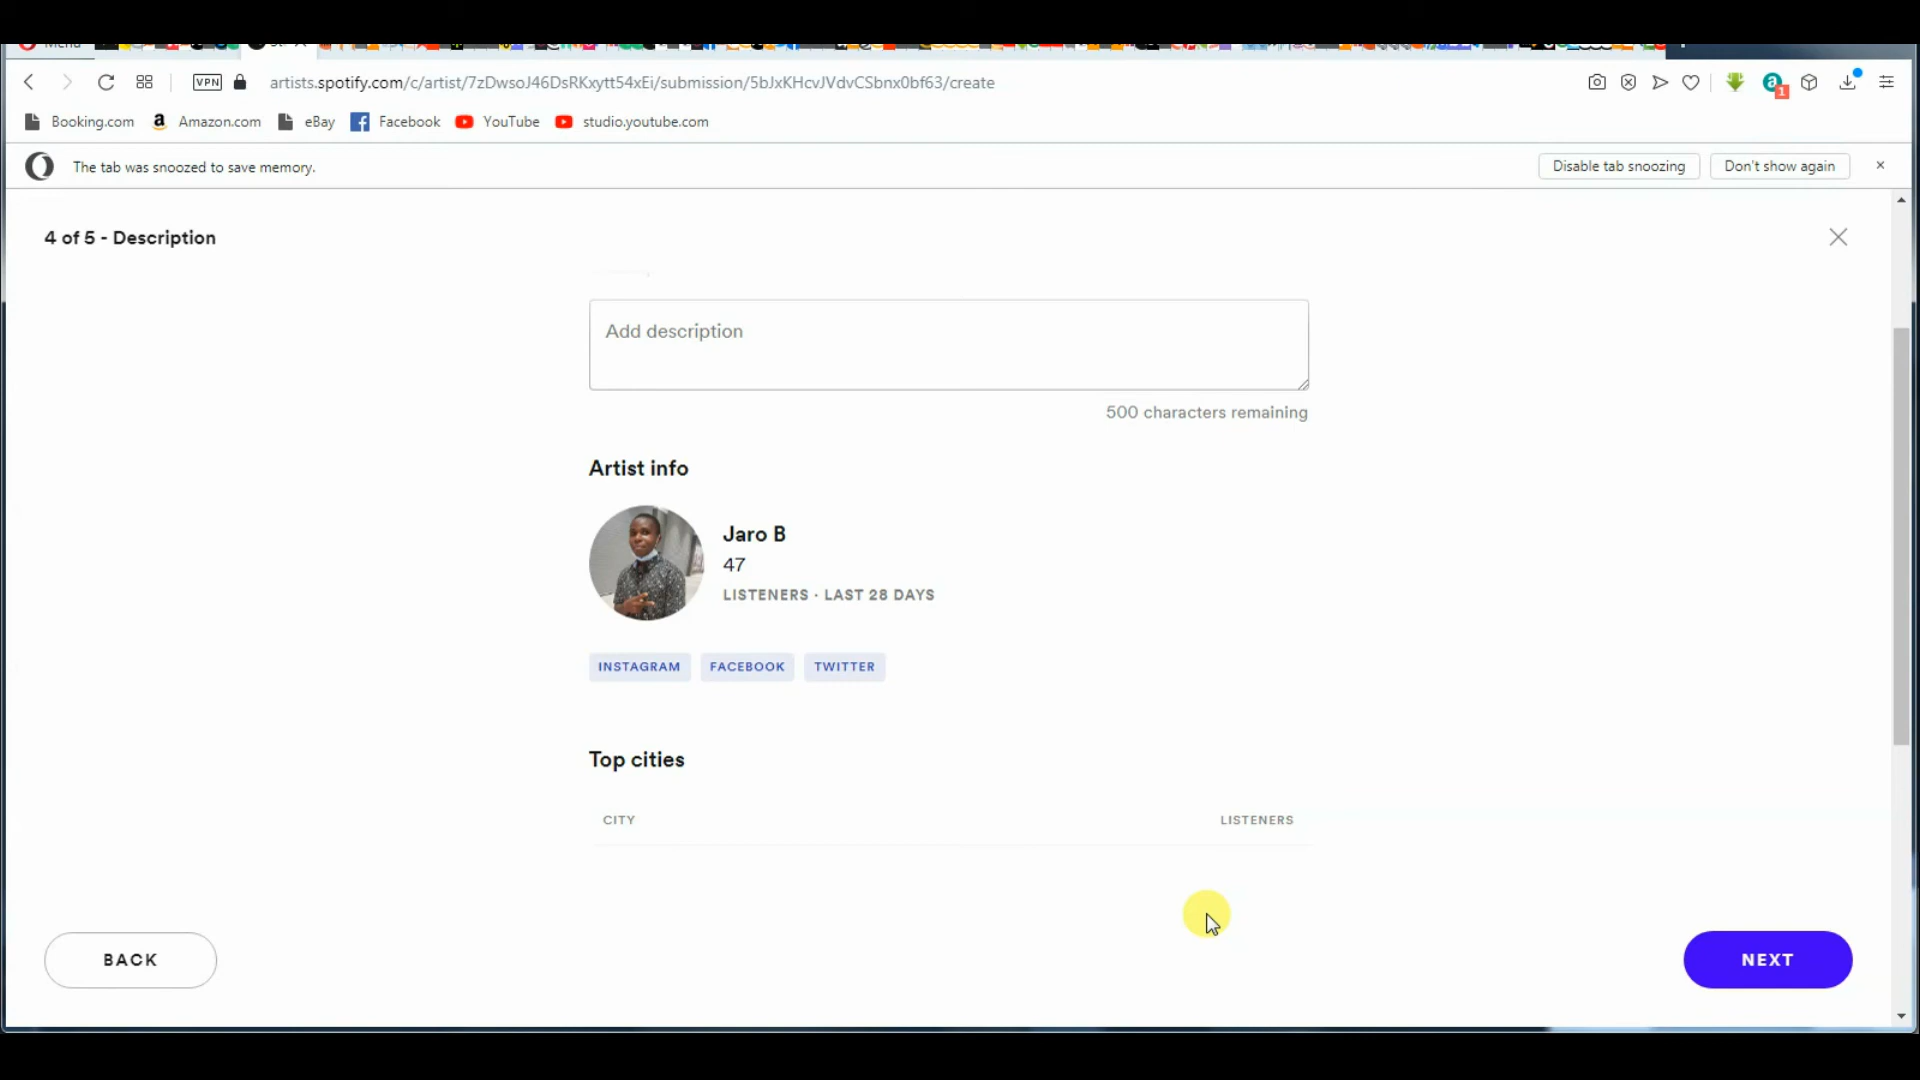 artists.spotify.com/c/artist/7zDwsoJ46DsRKxytt54xEi/submission/5bJxKHcvJVdvCSbnx0bf63/create
VPN
1
Booking.com
Amazon.com
eBay
Facebook
YouTube
studio.youtube.com
The tab was snoozed to save memory.
Disable tab snoozing
Don't show again
4 of 5 - Description
Add description
500 characters remaining
Artist info
Jaro B
47
LISTENERS · LAST 28 DAYS
INSTAGRAM
FACEBOOK
TWITTER
Top cities
CITY
LISTENERS
BACK
NEXT